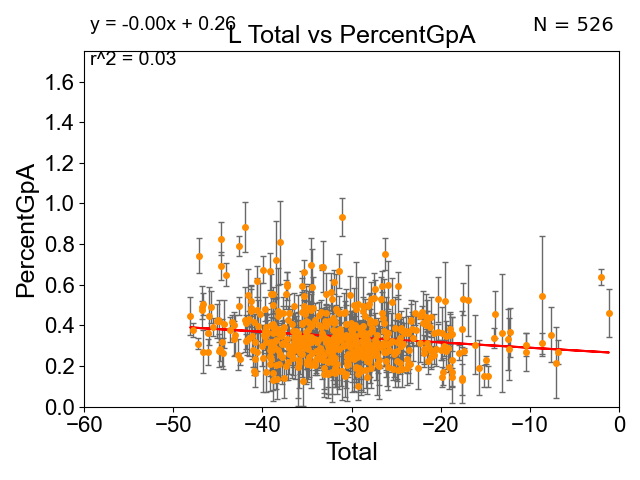 y = -0.00x + 0.26
L Total vs PercentGpA
N = 526
r^2 = 0.03
PercentGpA
1.6
1.4
1.2
1.0
0.8
0.6
0.4
0.2
0.0
−60
−50
−40
−30
−20
−10
0
Total